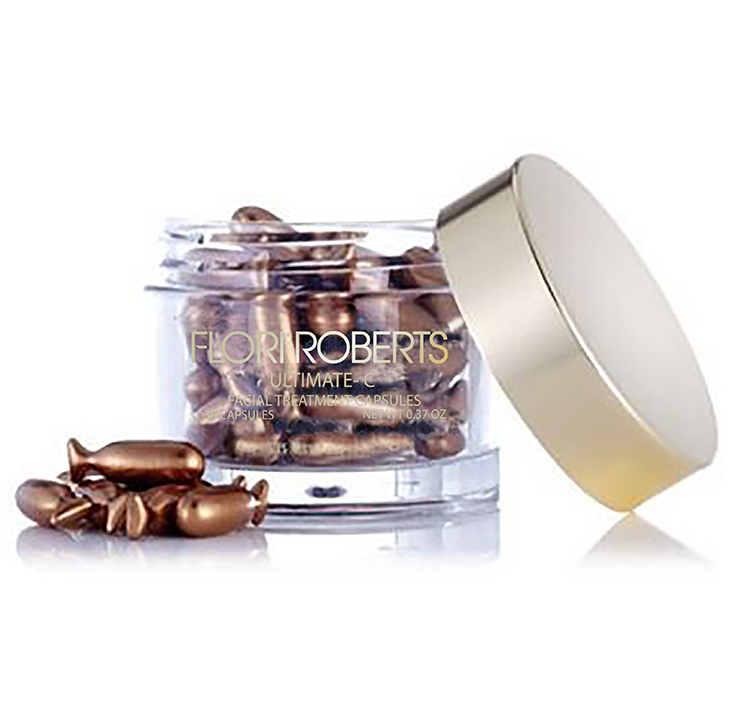 FLORI ROBERTS
ULTIMATE- C
FACIAL TREATMENT CAPSULES
CAPSULES NET WT 0.37 OZ